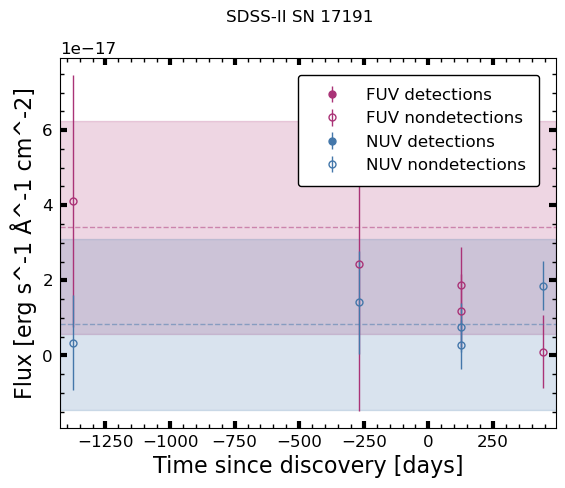 SDSS-II SN 17191
1e−17
FUV detections
FUV nondetections
NUV detections
NUV nondetections
6
4
2
0
Flux [erg s^-1 Å^-1 cm^-2]
−1250 −1000 −750 −500 −250 0 250
Time since discovery [days]